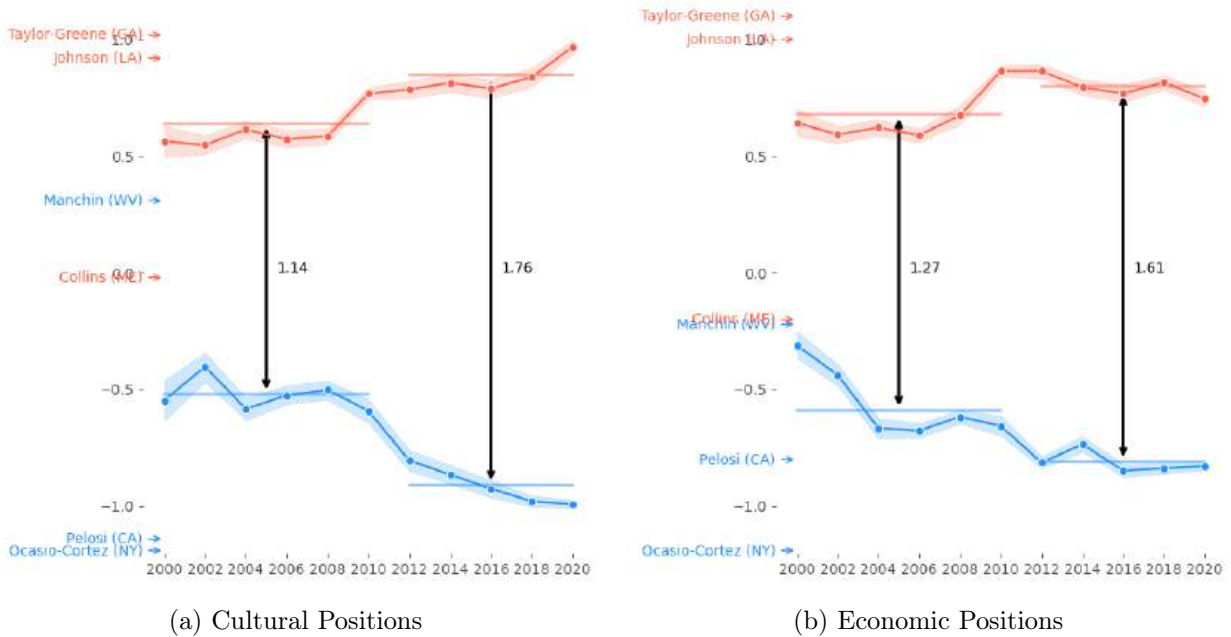 Taylor-Greene (GA)
1.0
Johnson (LA)
0.5
Manchin (WV)
Collins (ME)
0.0
1.14
1.76
−0.5
−1.0
Pelosi (CA)
Ocasio-Cortez (NY)
2000 2002 2004 2006 2008 2010 2012 2014 2016 2018 2020
(a) Cultural Positions
Taylor-Greene (GA)
Johnson (LA)
1.0
0.5
0.0
1.27
1.61
Collins (ME)
Manchin (WV)
−0.5
Pelosi (CA)
−1.0
Ocasio-Cortez (NY)
2000 2002 2004 2006 2008 2010 2012 2014 2016 2018 2020
(b) Economic Positions